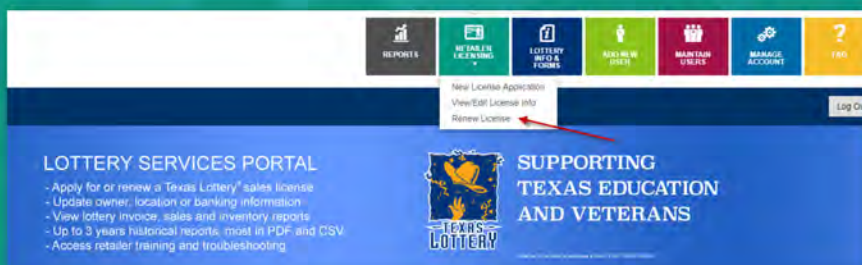 REPORTS
RETAILER
LICENSING
LOTTERY
INFO &
FORMS
ADD NEW
USER
MAINTAIN
USERS
MANAGE
ACCOUNT
?
FAQ
New License Application
View/Edit License Info
Renew License
Log O
LOTTERY SERVICES PORTAL
- Apply for or renew a Texas Lottery® sales license
- Update owner, location or banking information
- View lottery invoice, sales and inventory reports
- Up to 3 years historical reports, most in PDF and CSV
- Access retailer training and troubleshooting
TEXAS
LOTTERY
SUPPORTING
TEXAS EDUCATION
AND VETERANS